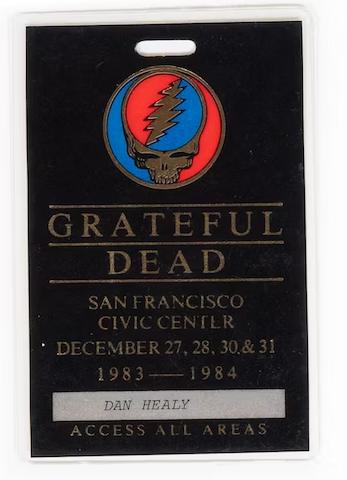 GRATEFUL
DEAD
SAN FRANCISCO
CIVIC CENTER
DECEMBER 27, 28, 30, & 31
1983 — 1984
DAN HEALY
ACCESS ALL AREAS